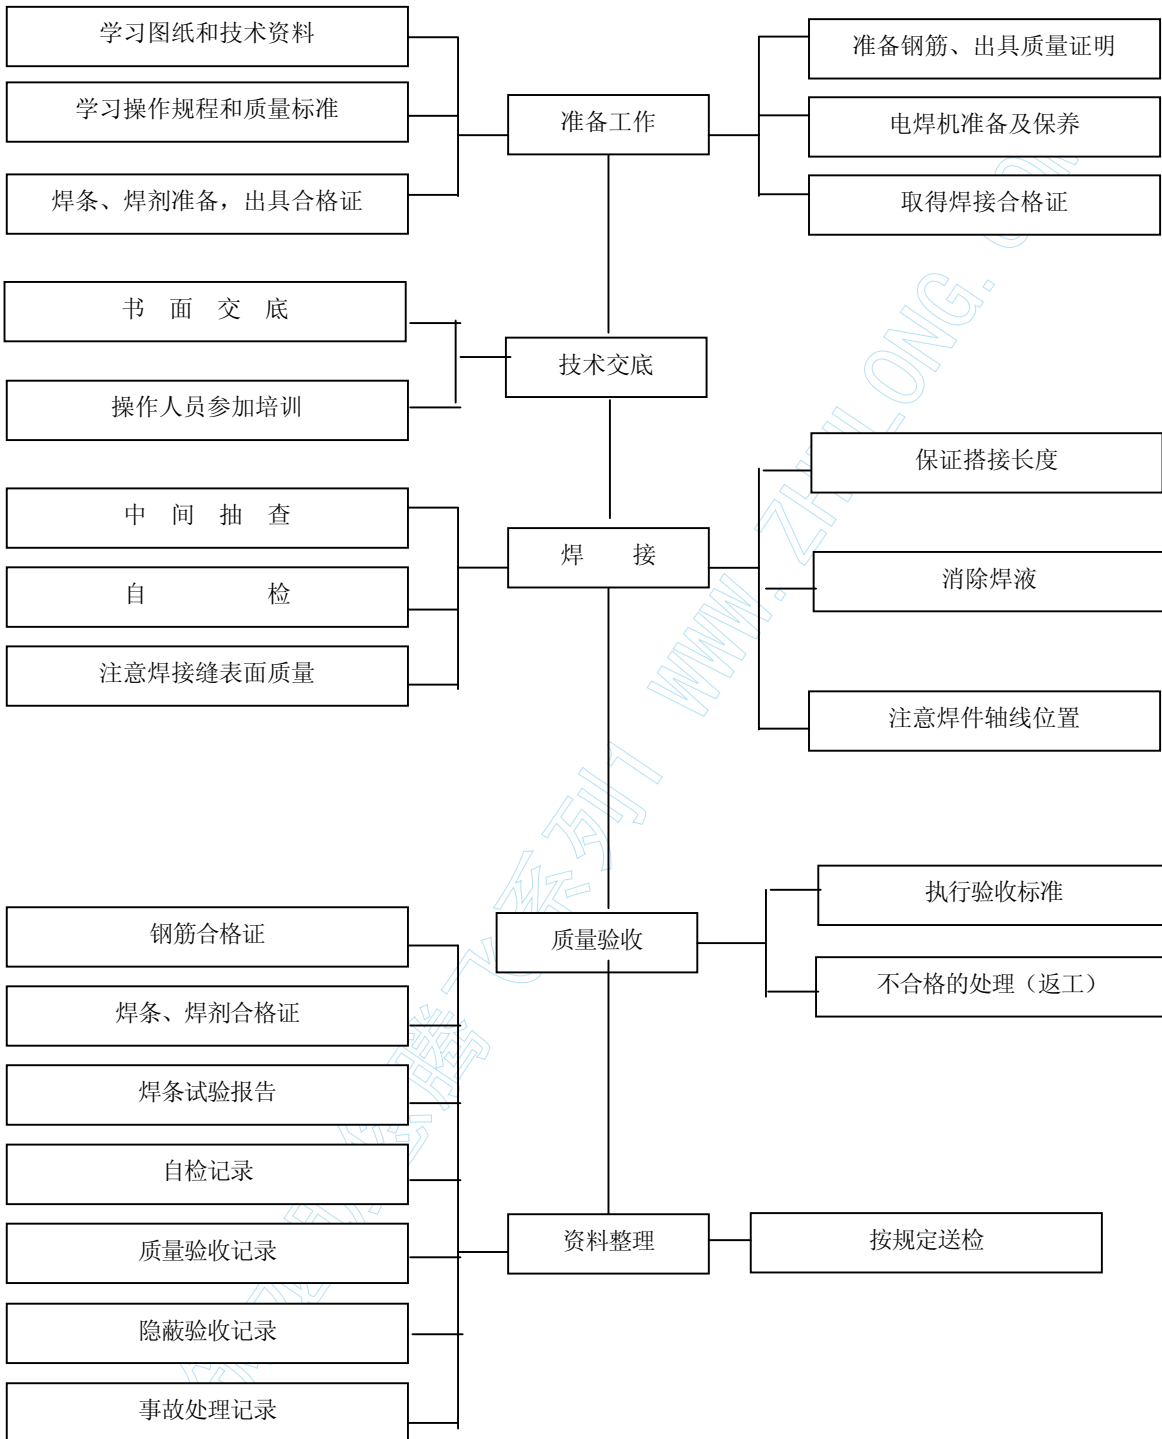 学习图纸和技术资料
准备钢筋、出具质量证明
学习操作规程和质量标准
准备工作
电焊机准备及保养
焊条、焊剂准备，出具合格证
取得焊接合格证
书 面 交 底
技术交底
操作人员参加培训
保证搭接长度
中 间 抽 查
焊 接
自 检
消除焊液
注意焊接缝表面质量
注意焊件轴线位置
执行验收标准
钢筋合格证
质量验收
不合格的处理（返工）
焊条、焊剂合格证
焊条试验报告
自检记录
质量验收记录
资料整理
按规定送检
隐蔽验收记录
事故处理记录
腾飞系列1 WWW. ZHULONG. COM